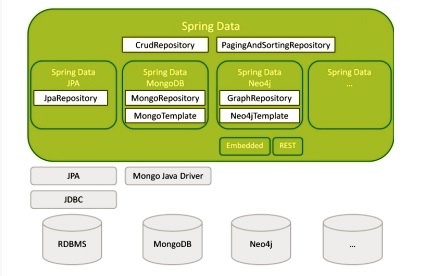 Spring Data
CrudRepository PagingAndSortingRepository
Spring Data
JPA
JpaRepository
Spring Data
MongoDB
MongoRepository
MongoTemplate
Spring Data
Neo4j
GraphRepository
Neo4jTemplate
Spring Data
...
Embedded REST
JPA Mongo Java Driver
JDBC
RDBMS MongoDB Neo4j ...